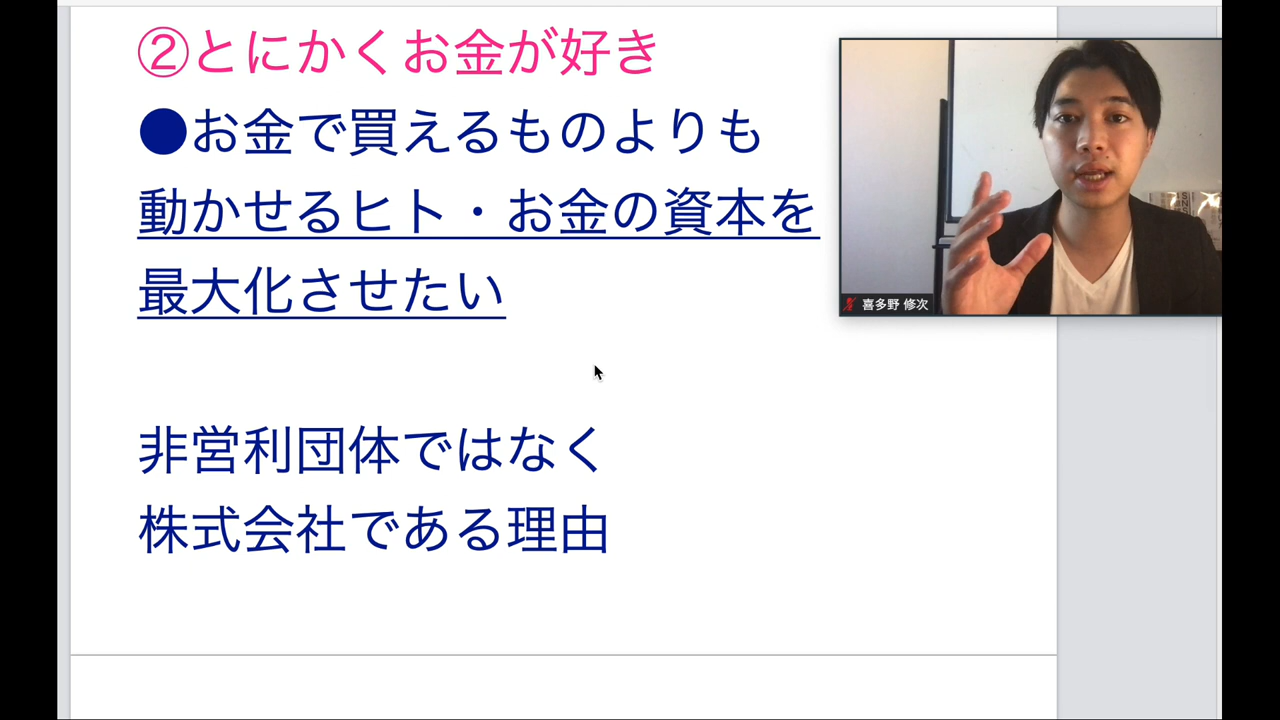 ②とにかくお金が好き
●お金で買えるものよりも
動かせるヒト・お金の資本を
最大化させたい
非営利団体ではなく
株式会社である理由
喜多野 修次